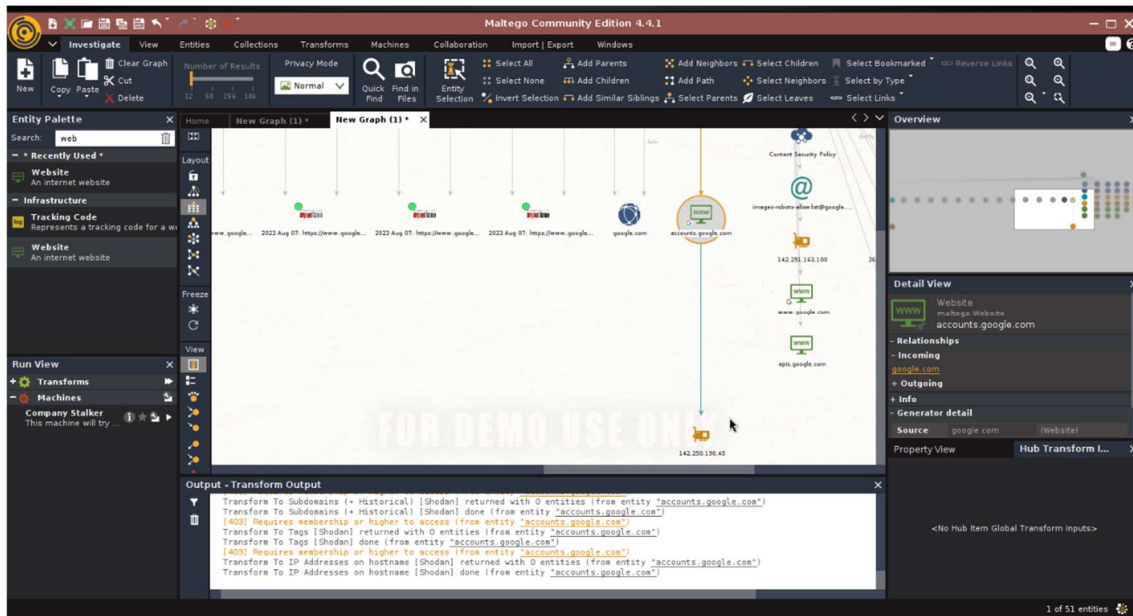 Maltego Community Edition 4.4.1
Investigate View Entities Collections Transforms Machines Collaboration Import | Export Windows
New
Copy Paste
Clear Graph
Cut
Delete
Number of Results
12 50 256 10k
Privacy Mode
Normal
Quick Find
Find in Files
Entity Selection
Select All
Select None
Invert Selection
Add Parents
Add Children
Add Similar Siblings
Add Neighbors
Add Path
Select Parents
Select Children
Select Neighbors
Select Leaves
Select Bookmarked
Select by Type
Select Links
Reverse Links
Entity Palette
Search: web
- * Recently Used *
Website
An internet website
- Infrastructure
Tracking Code
Represents a tracking code for a w
Website
An internet website
Run View
+ Transforms
- Machines
Company Stalker
This machine will try ...
Home New Graph (1) * New Graph (1) *
Layout
Freeze
View
ww.google...
2023 Aug 07: https://www.google...
2023 Aug 07: https://www.google...
2023 Aug 07: https://www.google...
google.com
www
accounts.google.com
Content Security Policy
images-robots-allowlist@google...
142.251.163.100
26
www
www.google.com
www
apis.google.com
142.250.190.45
FOR DEMO USE ONLY
Output - Transform Output
Transform To Subdomains (+ Historical) [Shodan] returned with 0 entities (from entity "accounts.google.com")
Transform To Subdomains (+ Historical) [Shodan] done (from entity "accounts.google.com")
[403] Requires membership or higher to access (from entity "accounts.google.com")
Transform To Tags [Shodan] returned with 0 entities (from entity "accounts.google.com")
Transform To Tags [Shodan] done (from entity "accounts.google.com")
[403] Requires membership or higher to access (from entity "accounts.google.com")
Transform To IP Addresses on hostname [Shodan] returned with 0 entities (from entity "accounts.google.com")
Transform To IP Addresses on hostname [Shodan] done (from entity "accounts.google.com")
Overview
Detail View
WWW
Website
maltego.Website
accounts.google.com
- Relationships
- Incoming
google.com
+ Outgoing
+ Info
- Generator detail
Source google.com (Website)
Property View Hub Transform I...
<No Hub Item Global Transform Inputs>
1 of 51 entities